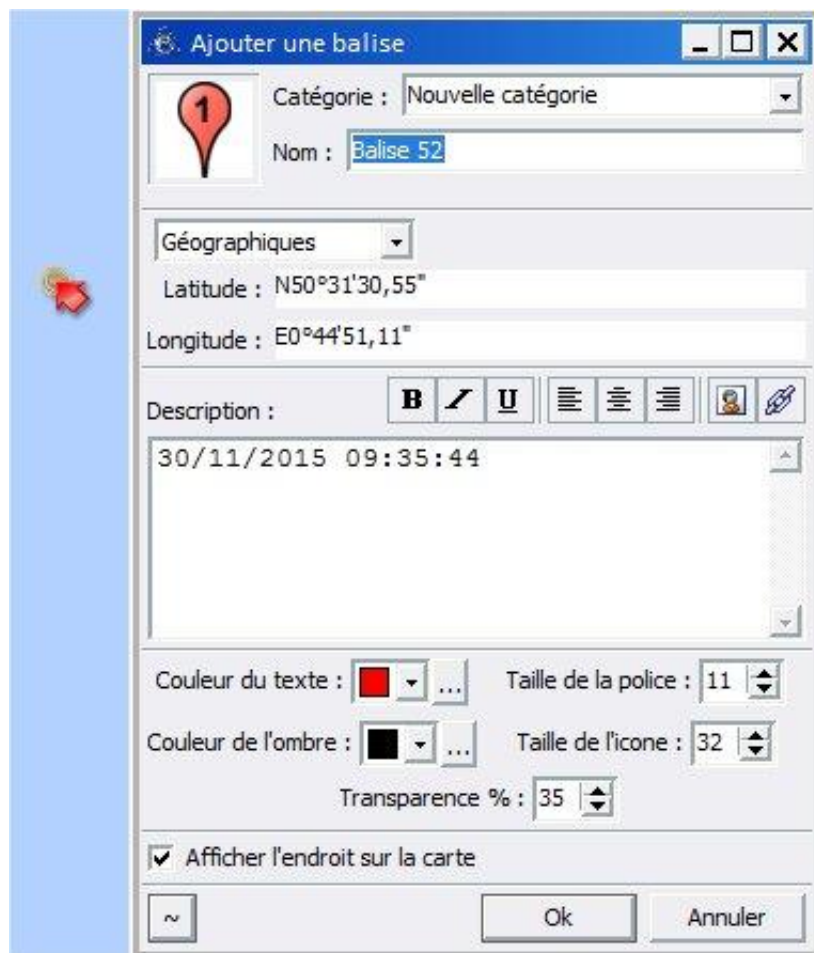 Ajouter une balise
1
Catégorie : Nouvelle catégorie
Nom : Balise 52
Géographiques
Latitude : N50°31'30,55"
Longitude : E0°44'51,11"
Description : B I U
30/11/2015 09:35:44
Couleur du texte : ... Taille de la police : 11
Couleur de l'ombre : ... Taille de l'icone : 32
Transparence % : 35
Afficher l'endroit sur la carte
~ Ok Annuler